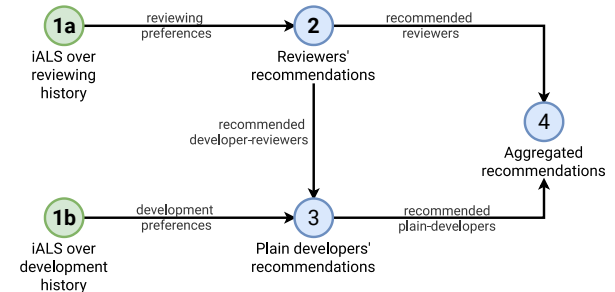 1a
reviewing
preferences
2
recommended
reviewers
iALS over
reviewing
history
Reviewers'
recommendations
recommended
developer-reviewers
4
Aggregated
recommendations
1b
development
preferences
3
recommended
plain-developers
iALS over
development
history
Plain developers'
recommendations